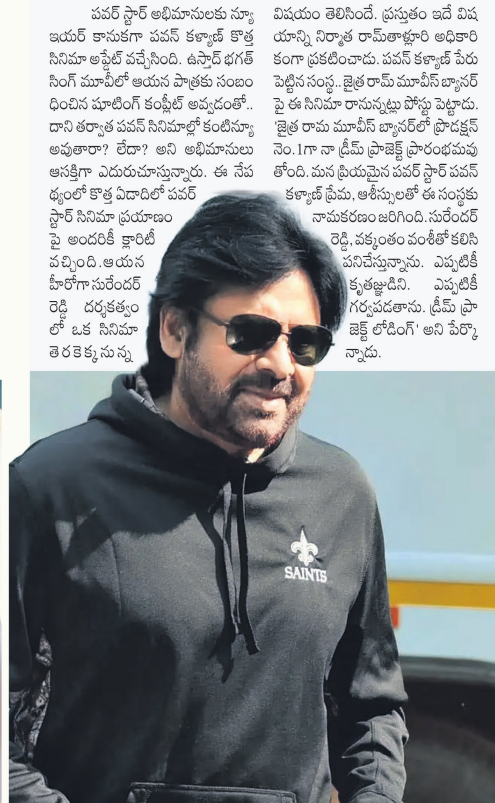 పవర్ స్టార్ అభిమానులకు న్యూ
ఇయర్ కానుకగా పవన్ కళ్యాణ్ కొత్త
సినిమా అప్డేట్ వచ్చేసింది. ఉస్తాద్ భగత్
సింగ్ మూవీలో ఆయన పాత్రకు సంబం
ధించిన షూటింగ్ కంప్లీట్ అవ్వడంతో..
దాని తర్వాత పవన్ సినిమాల్లో కంటిన్యూ
అవుతారా? లేదా? అని అభిమానులు
ఆసక్తిగా ఎదురుచూస్తున్నారు. ఈ నేప
థ్యంలో కొత్త ఏడాదిలో పవర్
స్టార్ సినిమా ప్రయాణం
పై అందరికీ క్లారిటీ
వచ్చింది.ఆయన
హీరోగా సురేందర్
రెడ్డి దర్శకత్వం
లో ఒక సినిమా
తెరకెక్కనున్న
విషయం తెలిసిందే. ప్రస్తుతం ఇదే విష
యాన్ని నిర్మాత రామ్‌తాళ్లూరి అధికారి
కంగా ప్రకటించాడు. పవన్ కళ్యాణ్ పేరు
పెట్టిన సంస్థ.. జైత్ర రామ్ మూవీస్ బ్యానర్
పై ఈ సినిమా రానున్నట్లు పోస్టు పెట్టాడు.
'జైత్ర రామ మూవీస్ బ్యానర్‌లో ప్రొడక్షన్
నెం.1గా నా డ్రీమ్ ప్రాజెక్ట్ ప్రారంభమవు
తోంది. మన ప్రియమైన పవర్ స్టార్ పవన్
కళ్యాణ్ ప్రేమ, ఆశీస్సులతో ఈ సంస్థకు
నామకరణం జరిగింది. సురేందర్
రెడ్డి, వక్కంతం వంశీతో కలిసి
పనిచేస్తున్నాను. ఎప్పటికీ
కృతజ్ఞుడిని. ఎప్పటికీ
గర్వపడతాను. డ్రీమ్ ప్రా
జెక్ట్ లోడింగ్' అని పేర్కొ
న్నాడు.
SAINTS